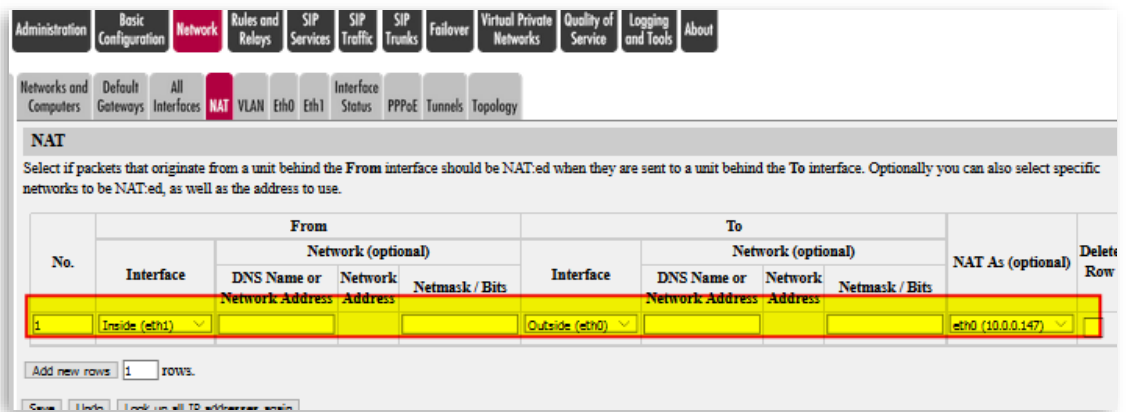 Administration Basic Configuration Network Rules and Relays SIP Services SIP Traffic SIP Trunks Failover Virtual Private Networks Quality of Service Logging and Tools About
Networks and Computers Default Gateways All Interfaces NAT VLAN Eth0 Eth1 Interface Status PPPoE Tunnels Topology
NAT
Select if packets that originate from a unit behind the From interface should be NAT:ed when they are sent to a unit behind the To interface. Optionally you can also select specific
networks to be NAT:ed, as well as the address to use.
No. From To NAT As (optional) Delete Row
Interface Network (optional) Interface Network (optional)
DNS Name or Network Address Network Address Netmask / Bits DNS Name or Network Address Network Address Netmask / Bits
1 Inside (eth1) Outside (eth0) eth0 (10.0.0.147)
Add new rows 1 rows.
Save Undo Look up all IP addresses again